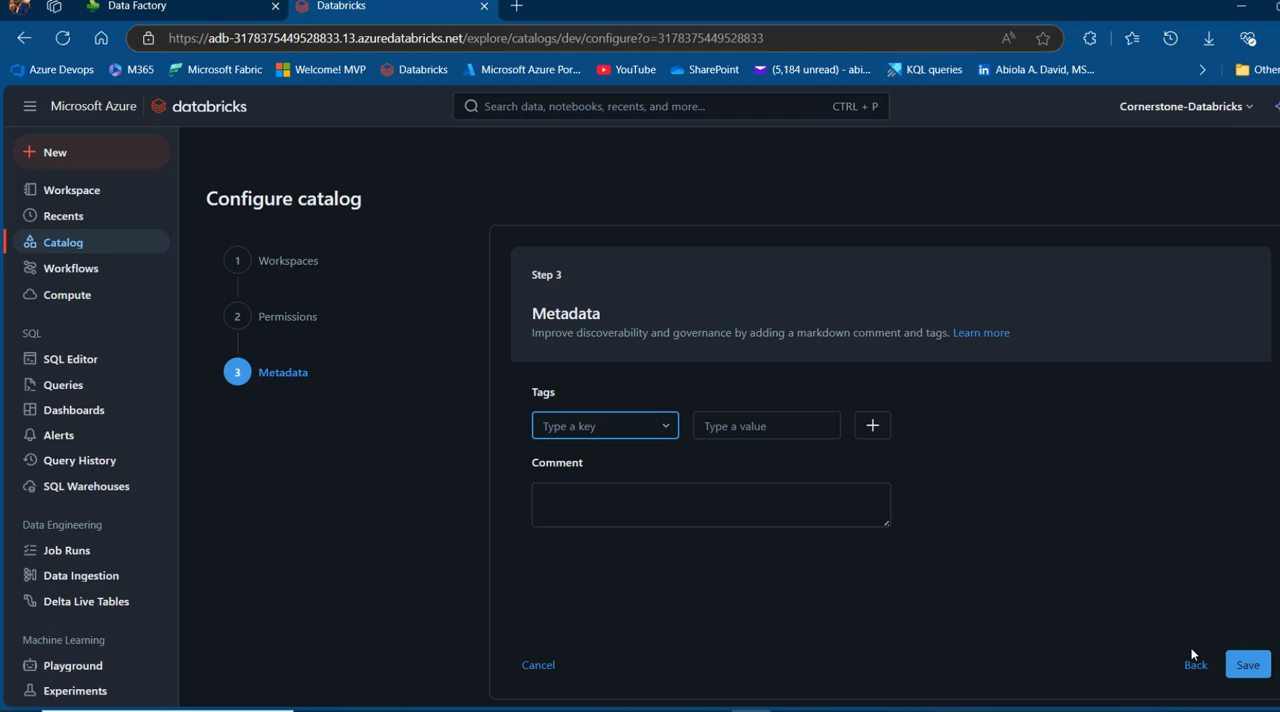 Data Factory
Databricks
https://adb-3178375449528833.13.azuredatabricks.net/explore/catalogs/dev/configure?o=3178375449528833
Azure Devops
M365
Microsoft Fabric
Welcome! MVP
Databricks
Microsoft Azure Por...
YouTube
SharePoint
(5,184 unread) - abi...
KQL queries
Abiola A. David, MS...
Other
Microsoft Azure
databricks
Search data, notebooks, recents, and more...
CTRL + P
Cornerstone-Databricks
New
Workspace
Recents
Catalog
Workflows
Compute
SQL
SQL Editor
Queries
Dashboards
Alerts
Query History
SQL Warehouses
Data Engineering
Job Runs
Data Ingestion
Delta Live Tables
Machine Learning
Playground
Experiments
Configure catalog
1 Workspaces
2 Permissions
3 Metadata
Step 3
Metadata
Improve discoverability and governance by adding a markdown comment and tags. Learn more
Tags
Type a key
Type a value
Comment
Cancel
Back
Save